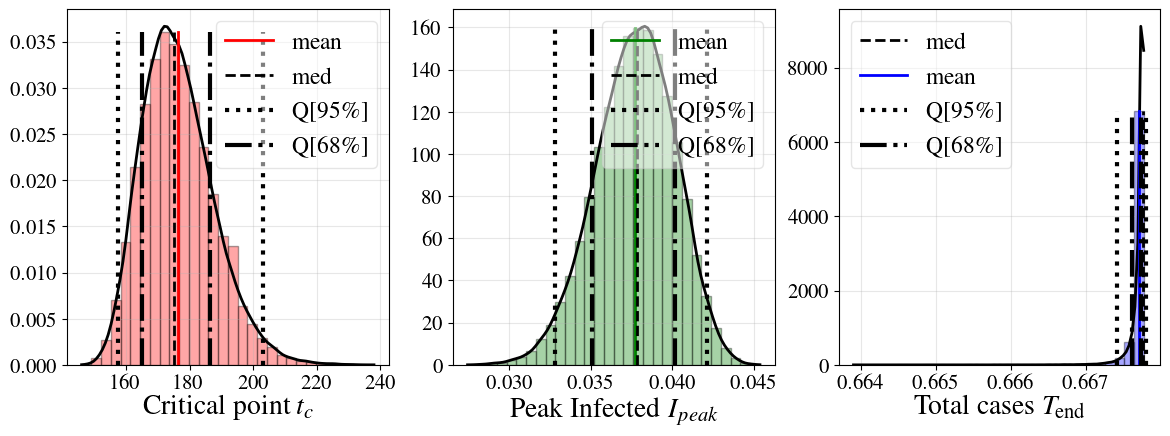 0.035
0.030
0.025
0.020
0.015
0.010
0.005
0.000
mean
med
Q[95%]
Q[68%]
160
180
200
220
240
Critical point t_c
160
140
120
100
80
60
40
20
0
mean
med
Q[95%]
Q[68%]
0.030
0.035
0.040
0.045
Peak Infected I_peak
8000
6000
4000
2000
0
med
mean
Q[95%]
Q[68%]
0.664
0.665
0.666
0.667
Total cases T_end